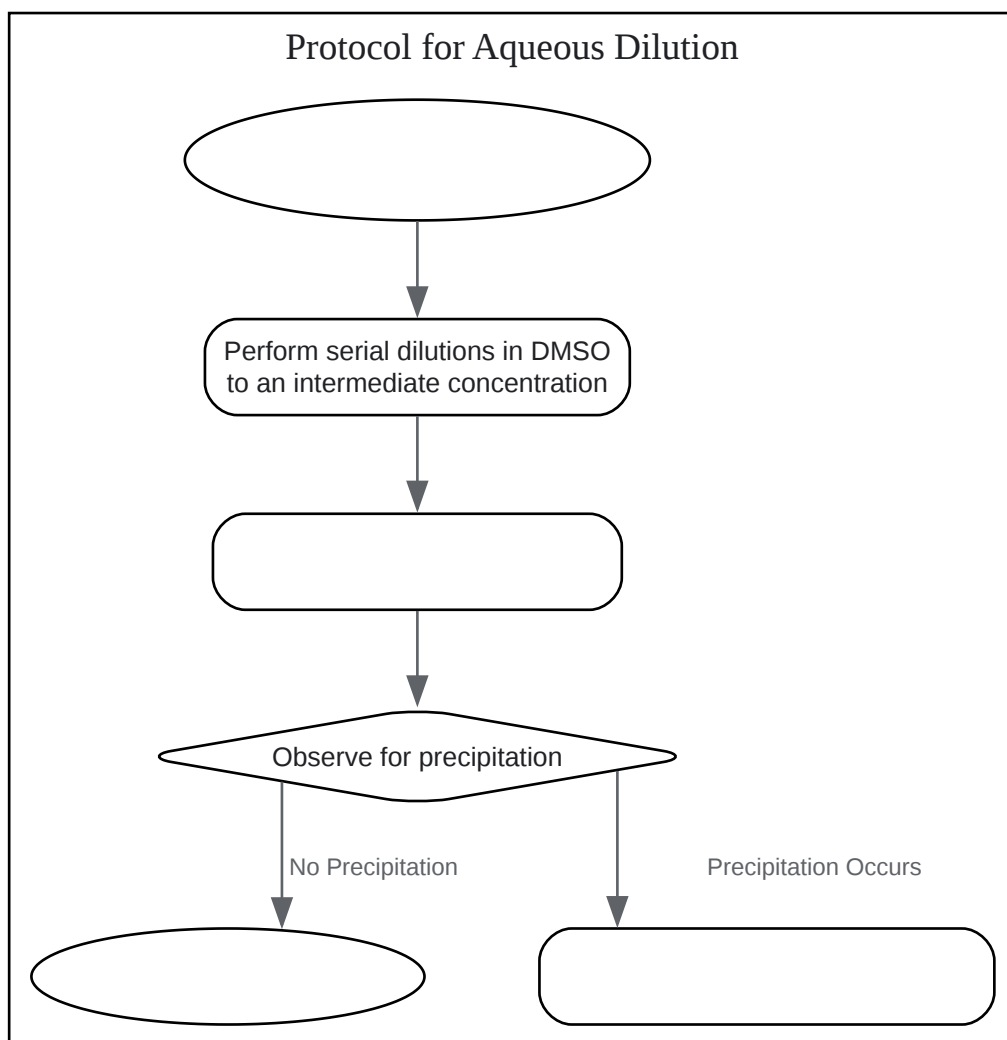 Protocol for Aqueous Dilution
Perform serial dilutions in DMSO
to an intermediate concentration
Observe for precipitation
No Precipitation
Precipitation Occurs